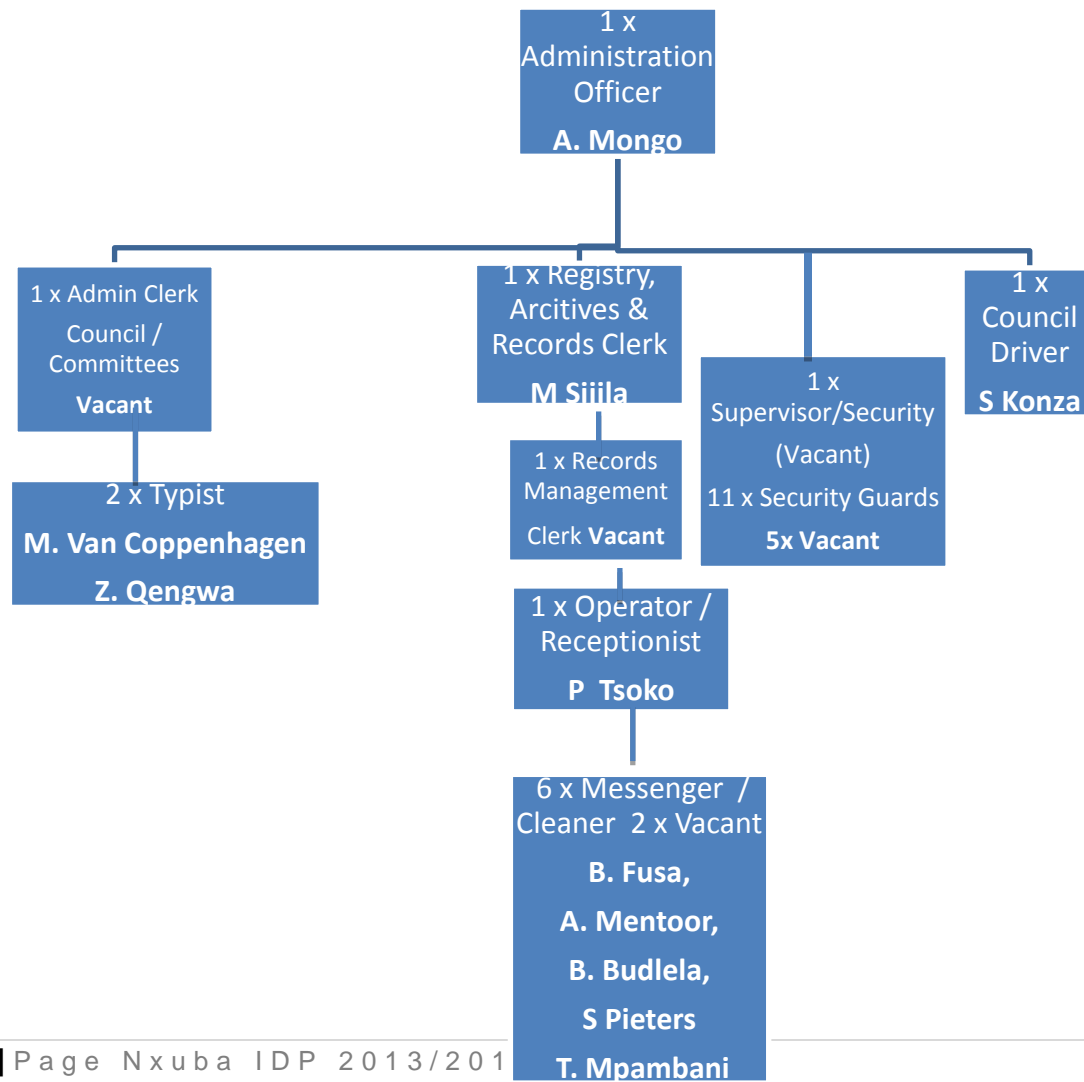 1 x
Administration
Officer
A. Mongo
1 x Admin Clerk
Council /
Committees
Vacant
2 x Typist
M. Van Coppenhagen
Z. Qengwa
1 x Registry,
Arcitives &
Records Clerk
M Sijila
1 x Records
Management
Clerk Vacant
1 x Operator /
Receptionist
P Tsoko
6 x Messenger /
Cleaner 2 x Vacant
B. Fusa,
A. Mentoor,
B. Budlela,
S Pieters
T. Mpambani
1 x
Supervisor/Security
(Vacant)
11 x Security Guards
5x Vacant
1 x
Council
Driver
S Konza
Page Nxuba IDP 2013/201